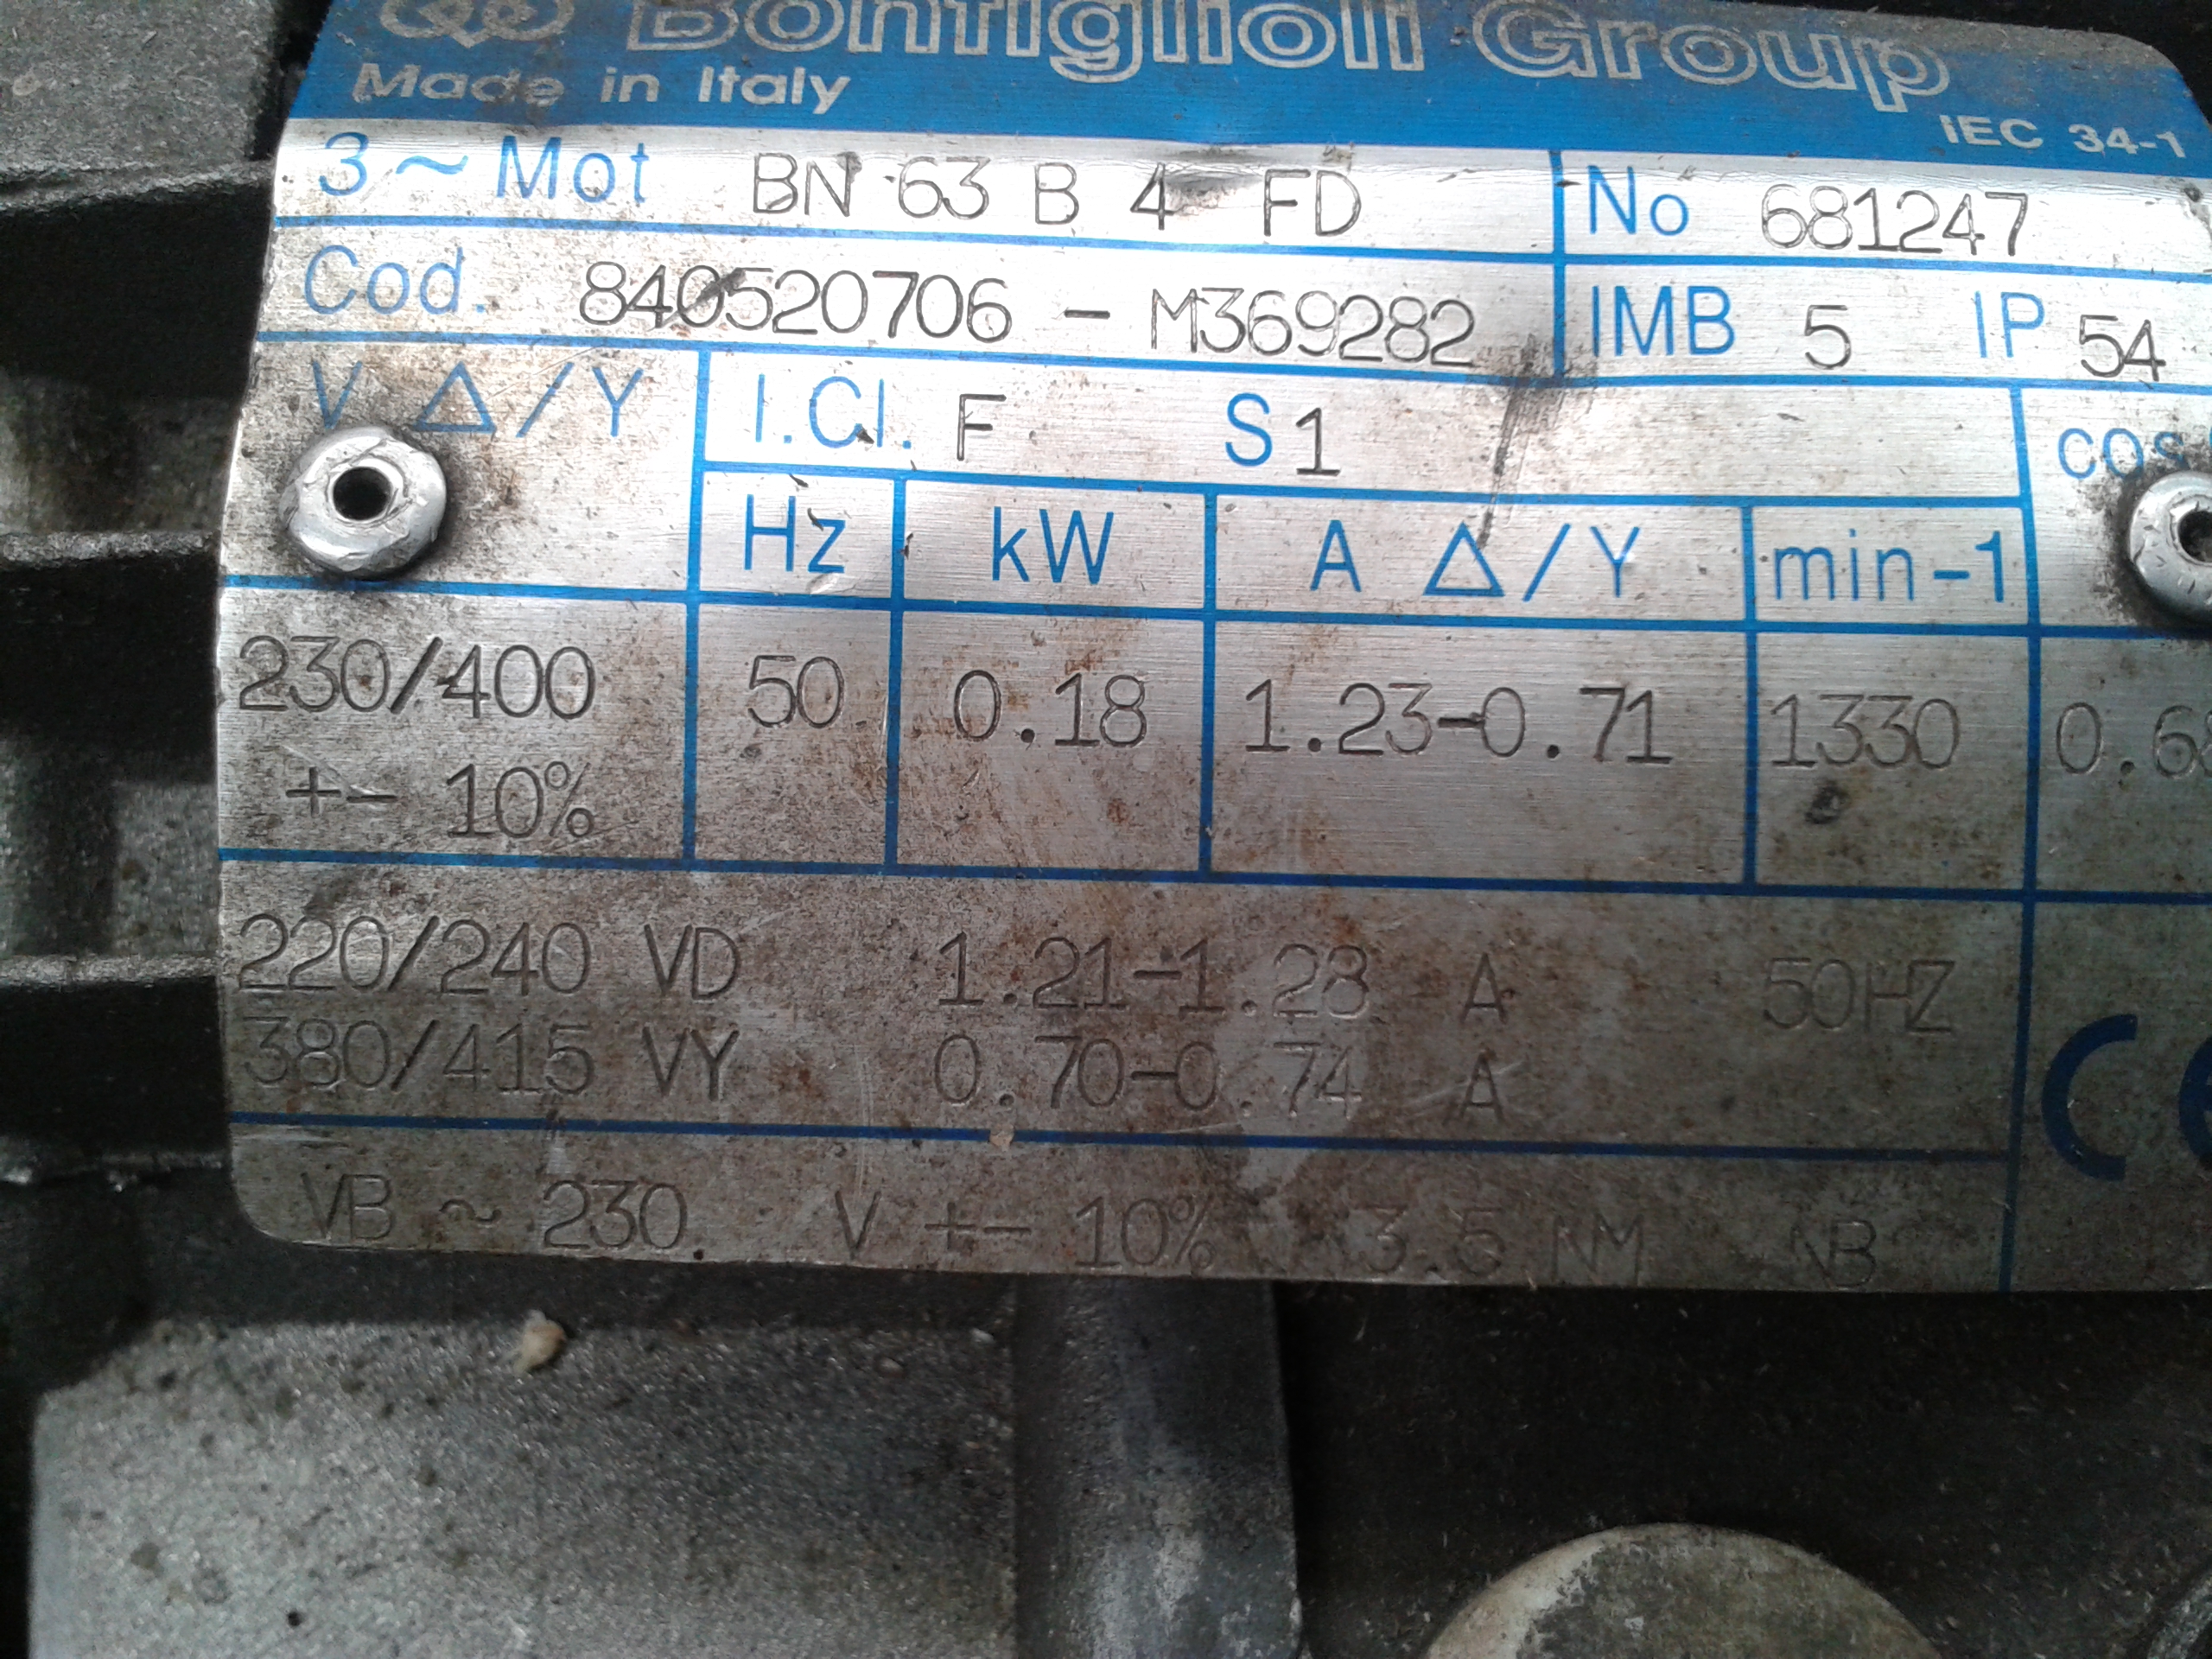 Bonfiglioli Group
Made in Italy
IEC 34-1
3~Mot BN 63 B 4 FD No 681247
Cod. 840520706 - M369282 IMB 5 IP 54
V Δ/Y I.Cl. F S1 cos
Hz kW A Δ/Y min-1
230/400 50 0.18 1.23-0.71 1330
+- 10%
220/240 VD 1.21-1.28 A 50HZ
380/415 VY 0.70-0.74 A
CE
VB ~ 230 V +- 10% 3.5 NM NB